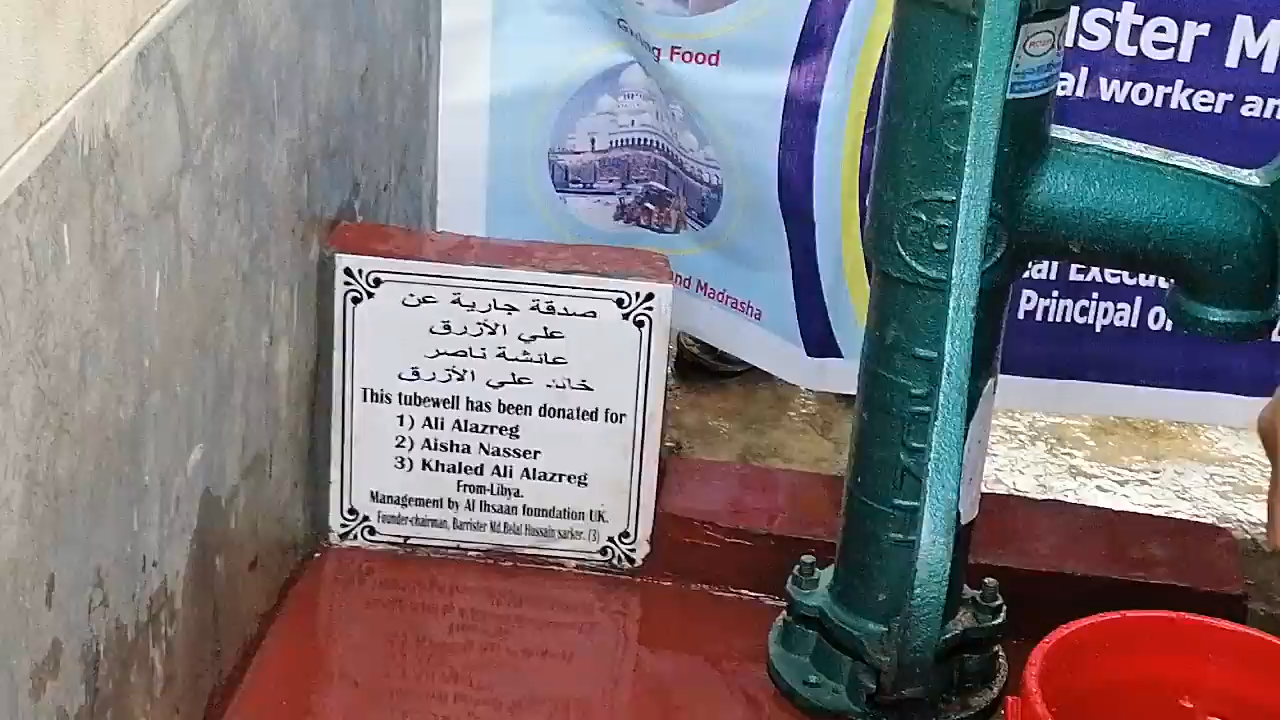 Giving Food
and Madrasha
ister M
al worker an
al Execut
Principal of
صدقة جارية عن
علي الأزرق
عائشة ناصر
خالد علي الأزرق
This tubewell has been donated for
1) Ali Alazreg
2) Aisha Nasser
3) Khaled Ali Alazreg
From-Libya.
Management by Al Ihsaan foundation UK.
Founder-chairman, Barrister Md.Belal Hussain sarker. (3)